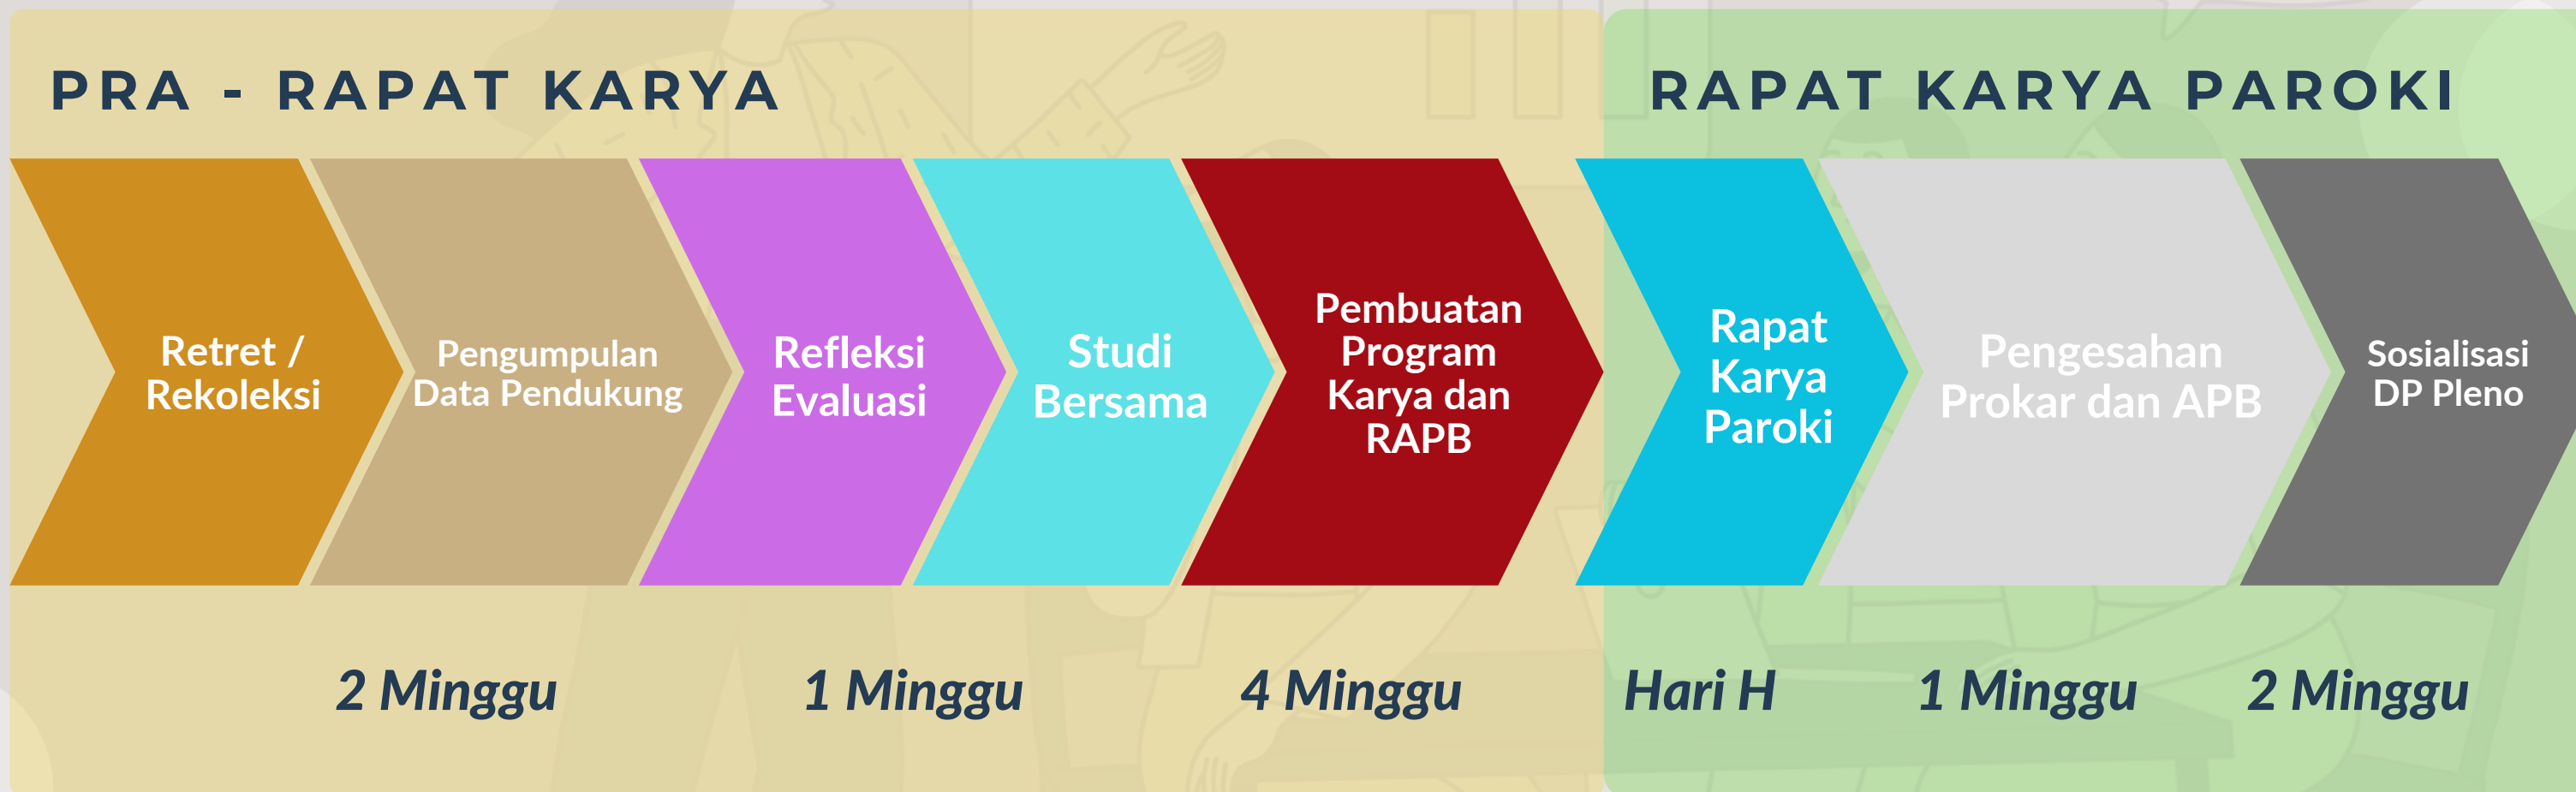 PRA - RAPAT KARYA
RAPAT KARYA PAROKI
Retret /
Rekoleksi
Pengumpulan
Data Pendukung
Refleksi
Evaluasi
Studi
Bersama
Pembuatan
Program
Karya dan
RAPB
Rapat
Karya
Paroki
Pengesahan
Prokar dan APB
Sosialisasi
DP Pleno
2 Minggu
1 Minggu
4 Minggu
Hari H
1 Minggu
2 Minggu